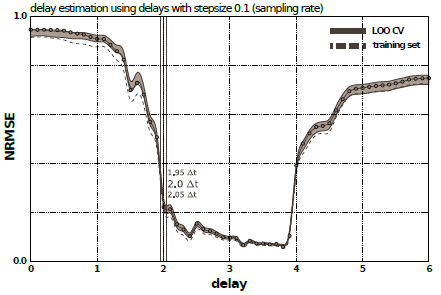 delay estimation using delays with stepsize 0.1 (sampling rate)
1.0
LOO CV
training set
NRMSE
1.95 Δt
2.0 Δt
2.05 Δt
0.0
0 1 2 3 4 5 6
delay